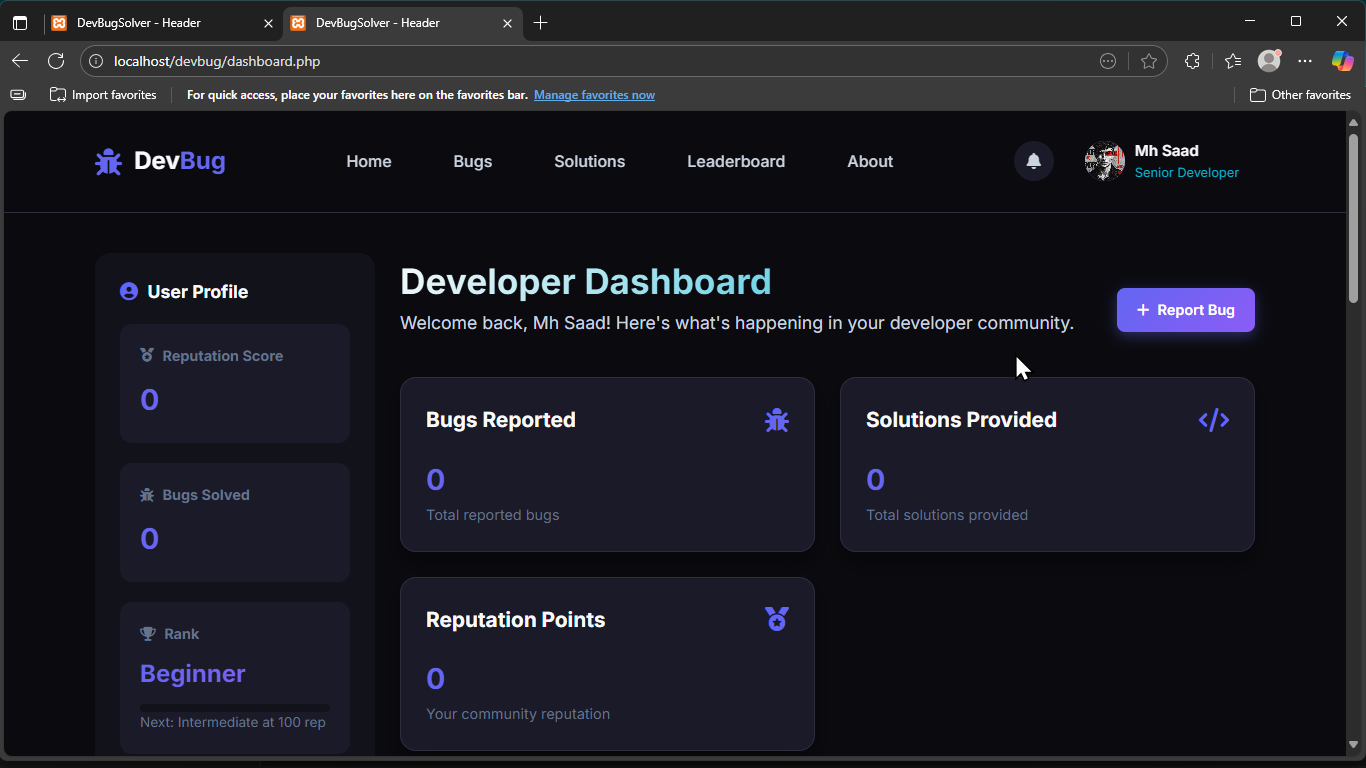 DevBugSolver - Header
DevBugSolver - Header
localhost/devbug/dashboard.php
Import favorites
For quick access, place your favorites here on the favorites bar. Manage favorites now
Other favorites
DevBug
Home
Bugs
Solutions
Leaderboard
About
Mh Saad
Senior Developer
User Profile
Reputation Score
0
Bugs Solved
0
Rank
Beginner
Next: Intermediate at 100 rep
Developer Dashboard
Welcome back, Mh Saad! Here's what's happening in your developer community.
+ Report Bug
Bugs Reported
0
Total reported bugs
Solutions Provided
0
Total solutions provided
Reputation Points
0
Your community reputation